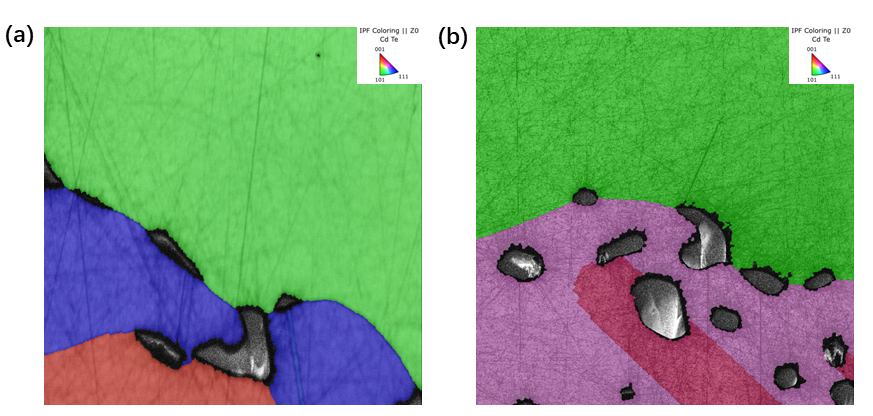 (a)
IPF Coloring || Z0
Cd Te
001
111
101
(b)
IPF Coloring || Z0
Cd Te
001
111
101